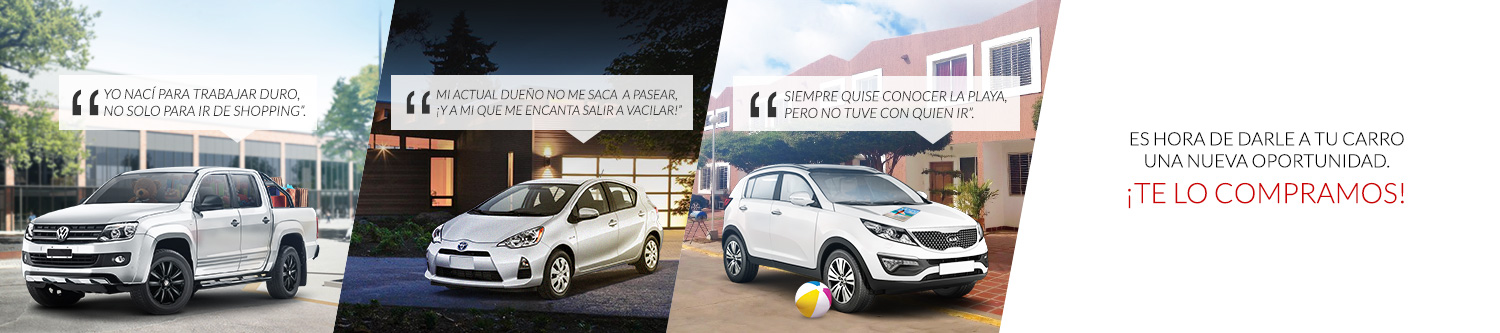 “ YO NACÍ PARA TRABAJAR DURO,
NO SOLO PARA IR DE SHOPPING”.
“ MI ACTUAL DUEÑO NO ME SACA A PASEAR,
¡Y A MI QUE ME ENCANTA SALIR A VACILAR!”
“ SIEMPRE QUISE CONOCER LA PLAYA,
PERO NO TUVE CON QUIEN IR”.
ES HORA DE DARLE A TU CARRO
UNA NUEVA OPORTUNIDAD.
¡TE LO COMPRAMOS!